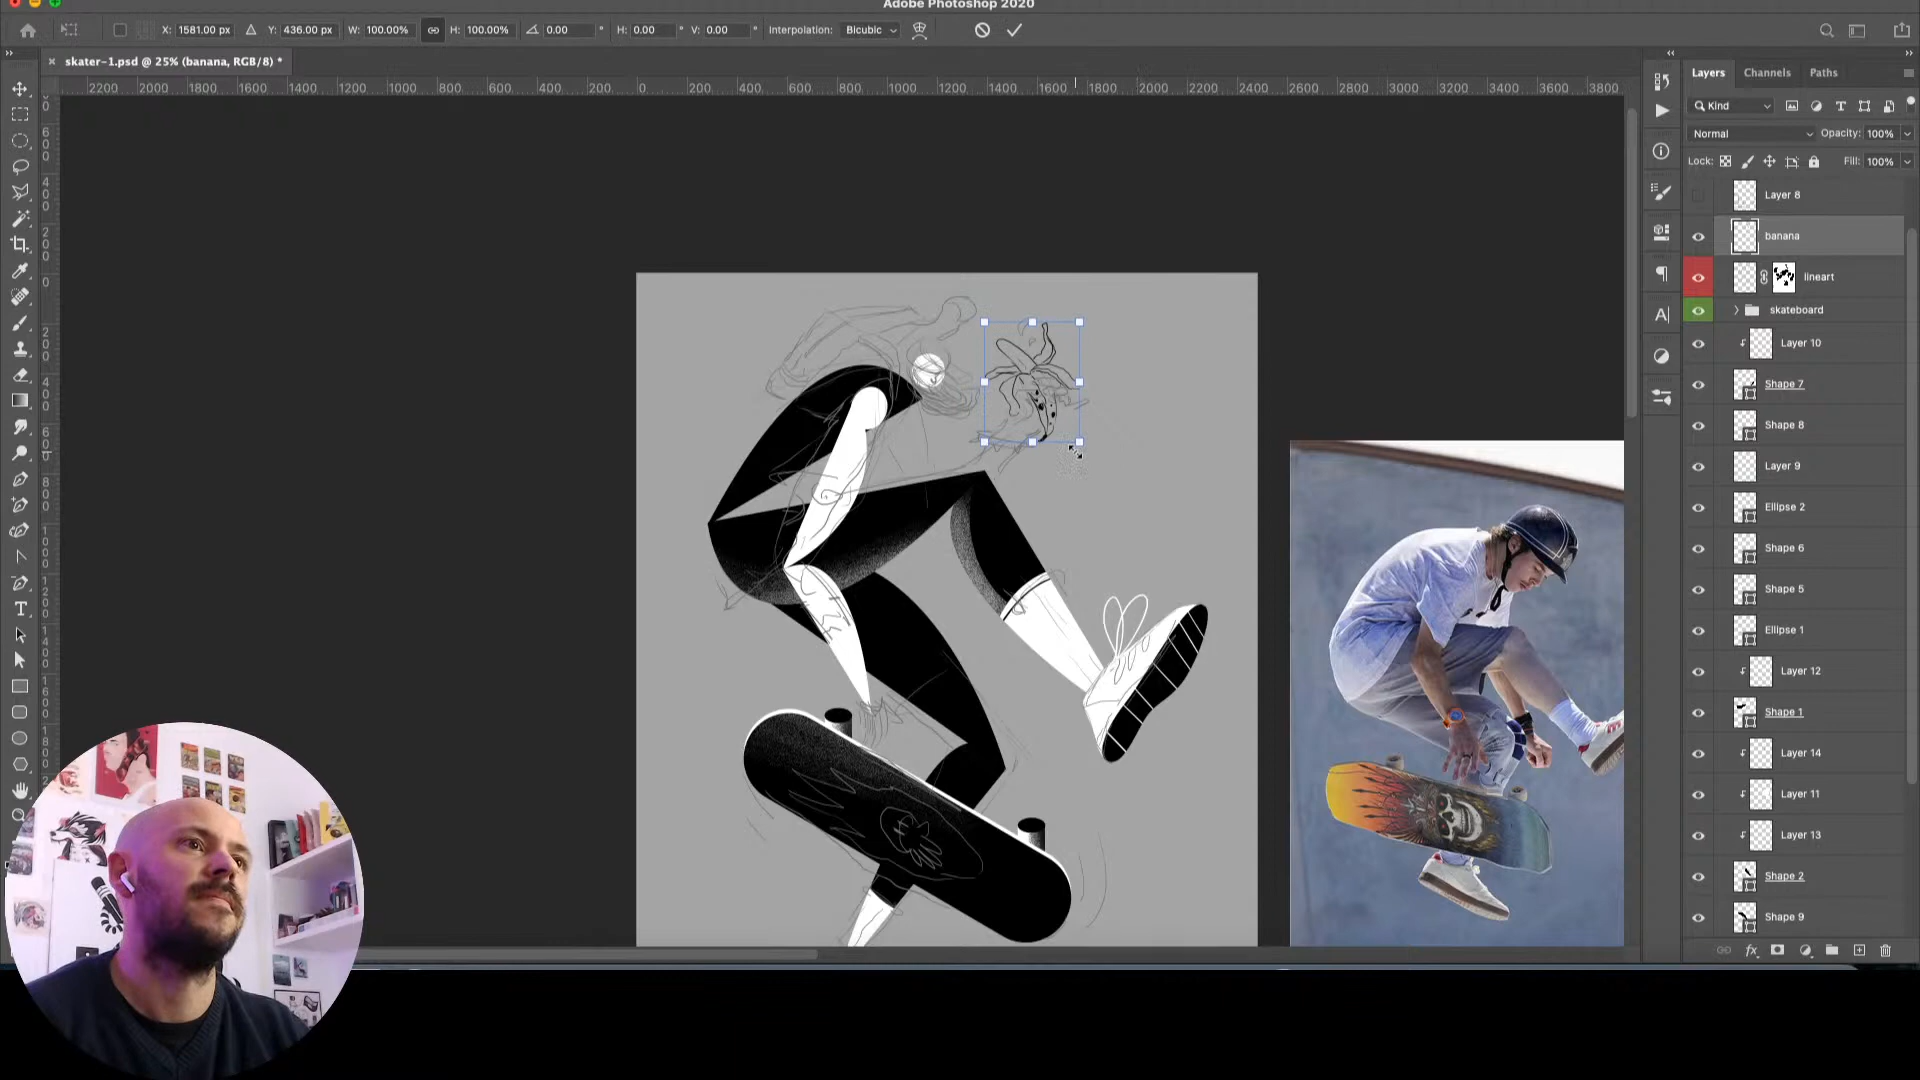 Adobe Photoshop 2020
X: 1581.00 px Y: 436.00 px W: 100.00% H: 100.00% 0.00 ° H: 0.00 ° V: 0.00 ° Interpolation: Bicubic
skater-1.psd @ 25% (banana, RGB/8) *
2200 2000 1800 1600 1400 1200 1000 800 600 400 200 0 200 400 600 800 1000 1200 1400 1600 1800 2000 2200 2400 2600 2800 3000 3200 3400 3600 3800
Layers Channels Paths
Kind
Normal Opacity: 100%
Lock: Fill: 100%
Layer 8
banana
lineart
skateboard
Layer 10
Shape 7
Shape 8
Layer 9
Ellipse 2
Shape 6
Shape 5
Ellipse 1
Layer 12
Shape 1
Layer 14
Layer 11
Layer 13
Shape 2
Shape 9
fx